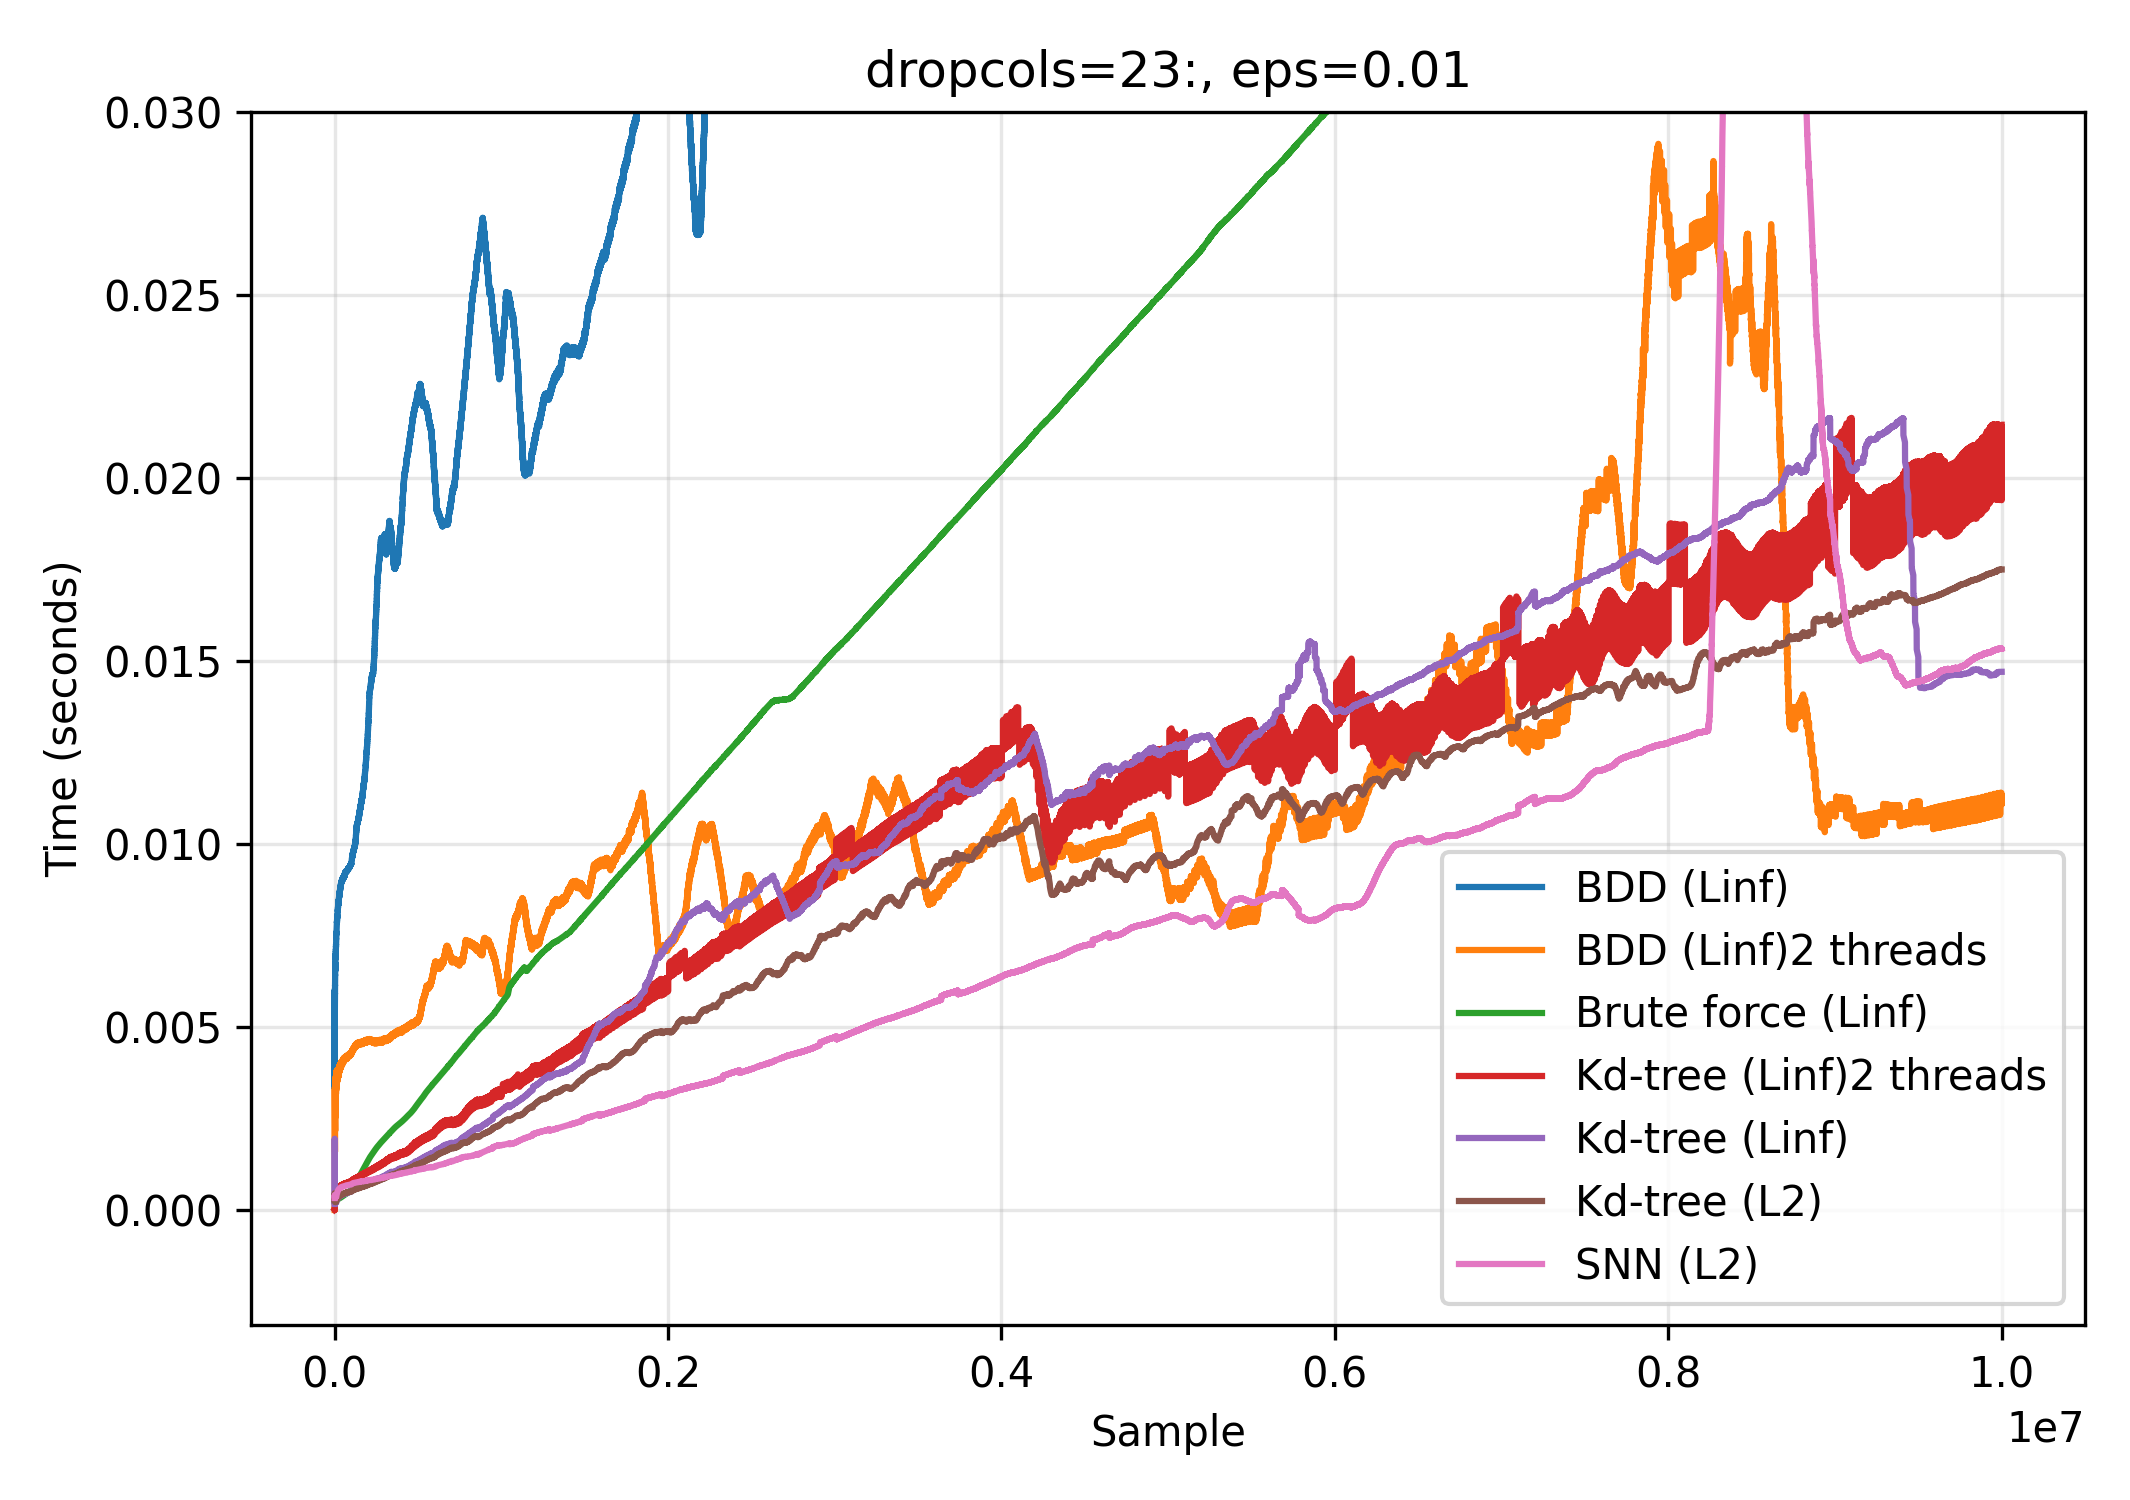 dropcols=23:, eps=0.01
0.030
0.025
0.020
0.015
0.010
0.005
0.000
Time (seconds)
BDD (Linf)
BDD (Linf)2 threads
Brute force (Linf)
Kd-tree (Linf)2 threads
Kd-tree (Linf)
Kd-tree (L2)
SNN (L2)
0.0 0.2 0.4 0.6 0.8 1.0
1e7
Sample